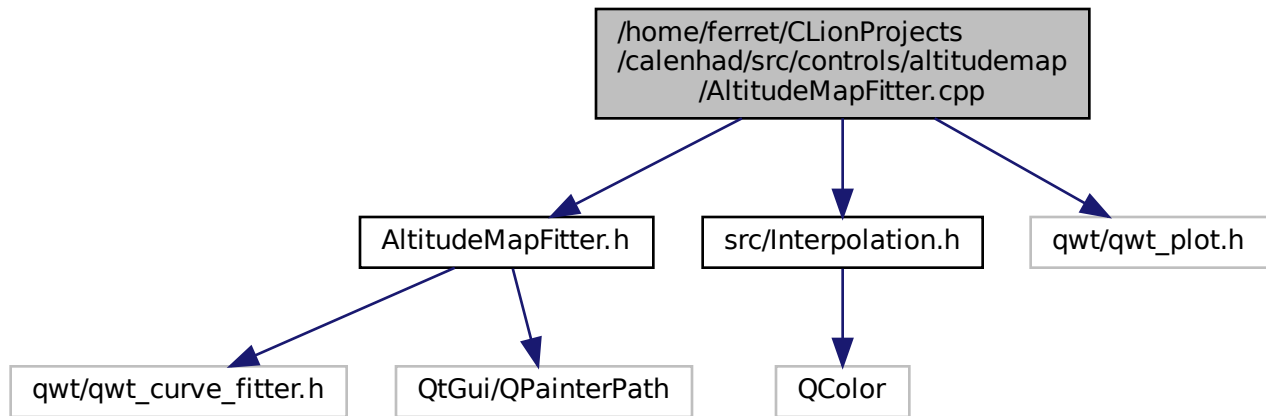 /home/ferret/CLionProjects
/calenhad/src/controls/altitudemap
/AltitudeMapFitter.cpp
AltitudeMapFitter.h
src/Interpolation.h
qwt/qwt_plot.h
qwt/qwt_curve_fitter.h
QtGui/QPainterPath
QColor